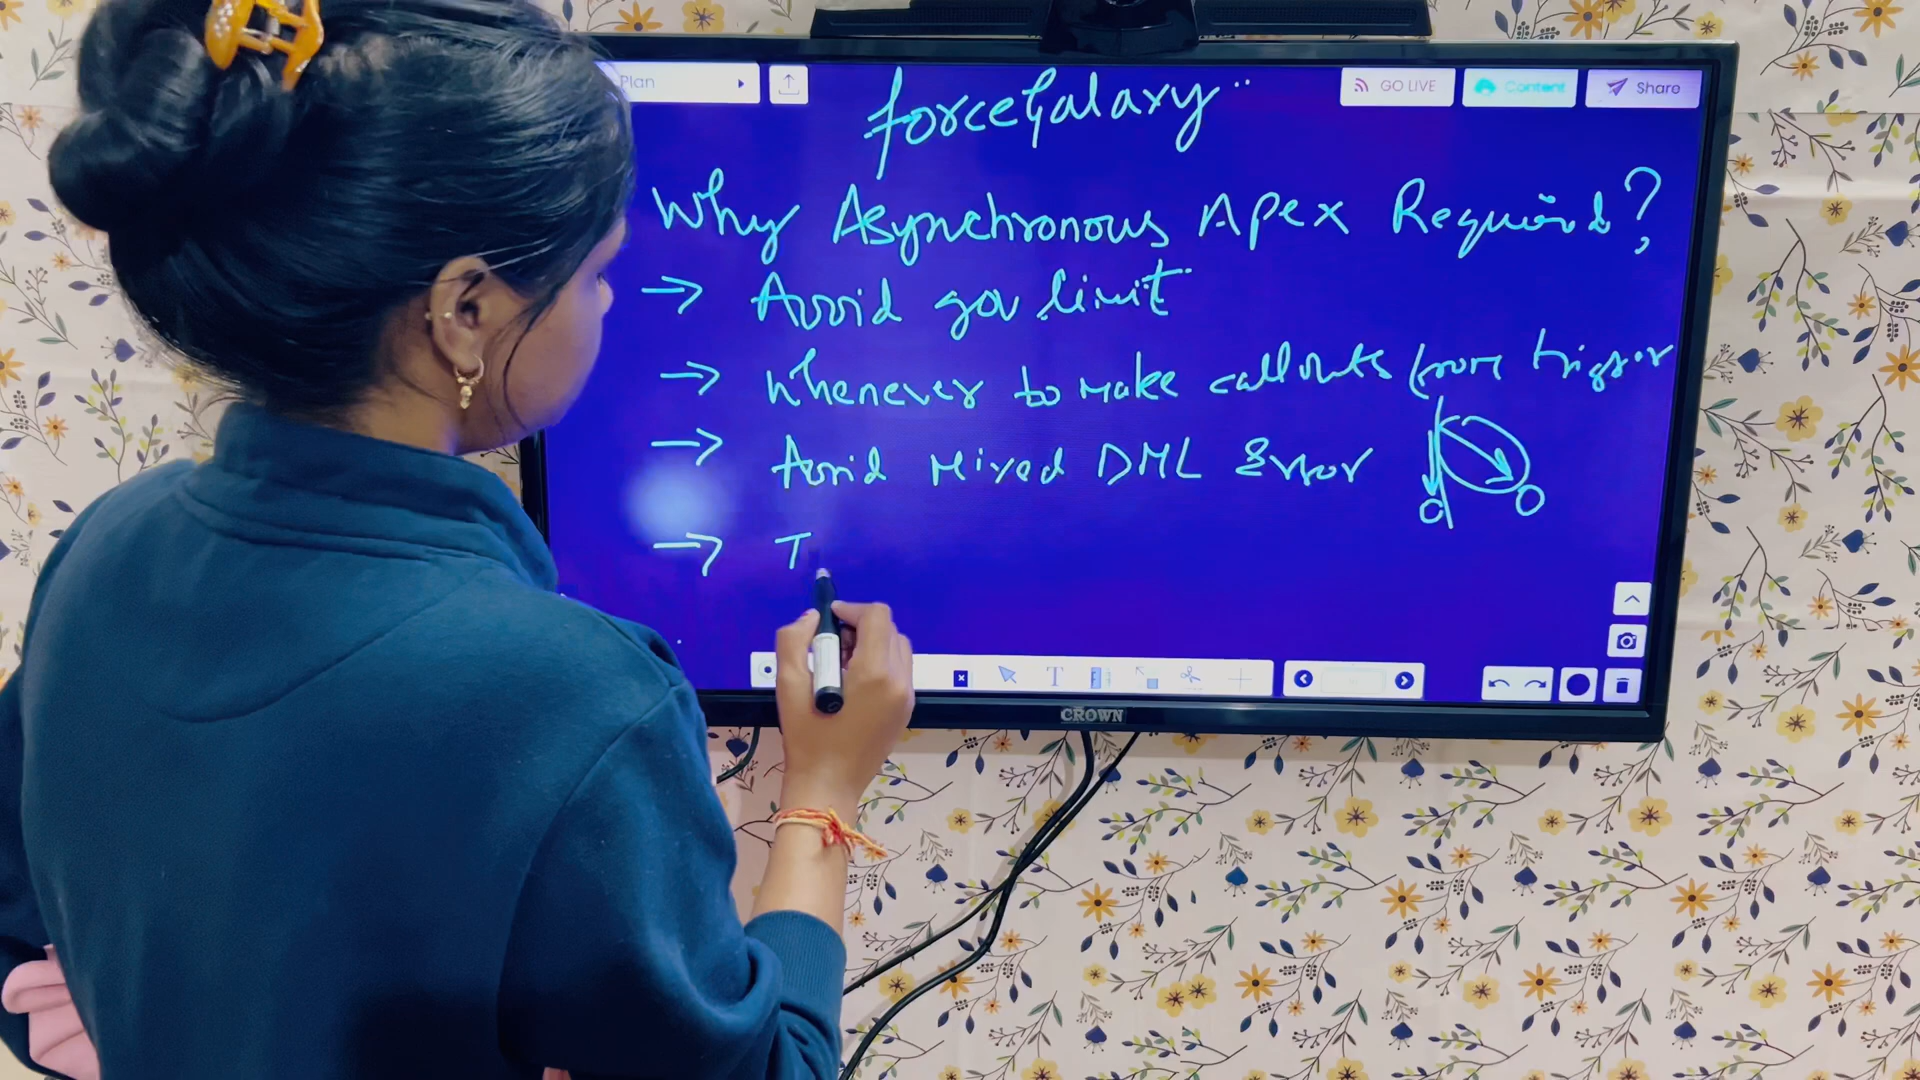 Plan
GO LIVE
Content
Share
forceGalaxy
Why Asynchronous Apex Required?
→ Avoid gov limit
→ Whenever to make callouts from trigger
→ Avoid Mixed DML Error
→ T
T
CROWN